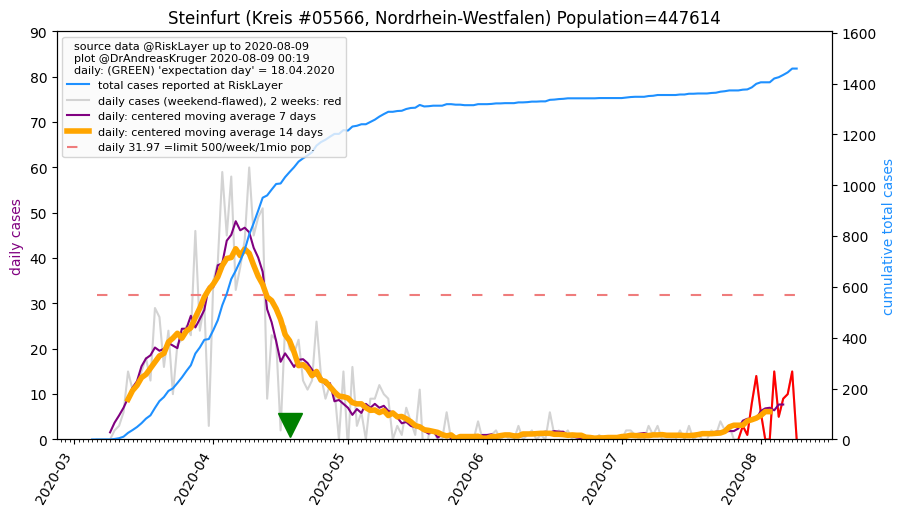 Steinfurt (Kreis #05566, Nordrhein-Westfalen) Population=447614
source data @RiskLayer up to 2020-08-09
plot @DrAndreasKruger 2020-08-09 00:19
daily: (GREEN) 'expectation day' = 18.04.2020
total cases reported at RiskLayer
daily cases (weekend-flawed), 2 weeks: red
daily: centered moving average 7 days
daily: centered moving average 14 days
daily 31.97 =limit 500/week/1mio pop.
daily cases
90
80
70
60
50
40
30
20
10
0
cumulative total cases
1600
1400
1200
1000
800
600
400
200
0
2020-03
2020-04
2020-05
2020-06
2020-07
2020-08